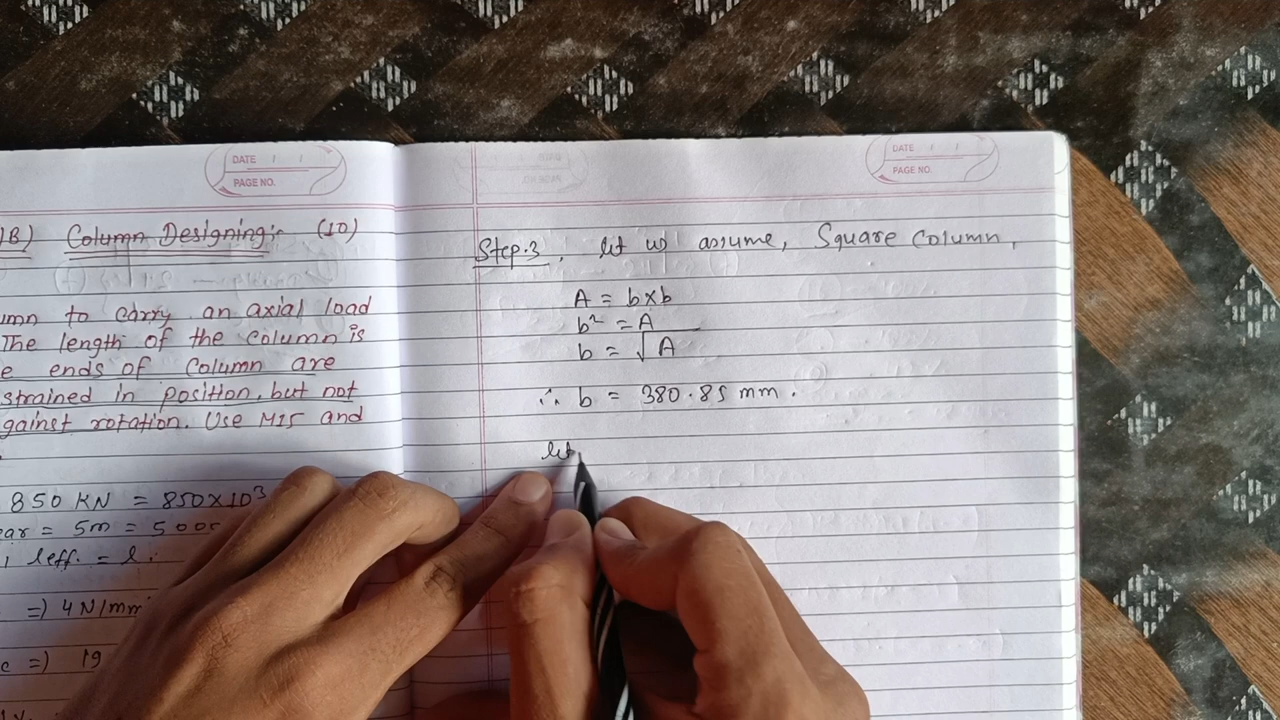 DATE / /
PAGE NO.
1B) Column Designing:- (10)
umn to carry an axial load
The length of the column is
e ends of column are
strained in position, but not
gainst rotation. Use M15 and
850 KN = 850×10³
ear = 5m = 5000
leff. = l.
=) 4 N/mm²
c =) 19
DATE / /
PAGE NO.
Step.3, let us assume, Square Column,
A = b×b
b² = A
b = √A
∴ b = 380.85 mm.
let